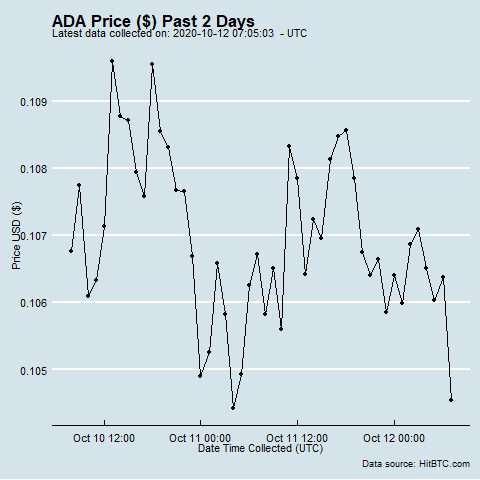 ADA Price ($) Past 2 Days
Latest data collected on: 2020-10-12 07:05:03 - UTC
Price USD ($)
0.109
0.108
0.107
0.106
0.105
Oct 10 12:00 Oct 11 00:00 Oct 11 12:00 Oct 12 00:00
Date Time Collected (UTC)
Data source: HitBTC.com